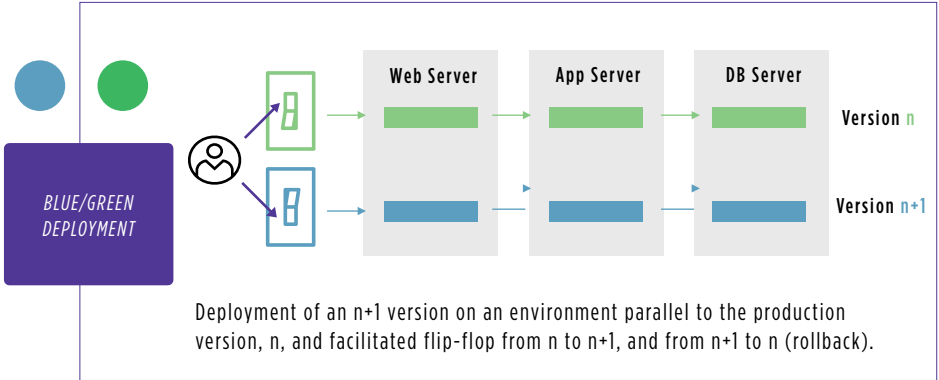 Web Server
App Server
DB Server
Version n
BLUE/GREEN
DEPLOYMENT
Version n+1
Deployment of an n+1 version on an environment parallel to the production
version, n, and facilitated flip-flop from n to n+1, and from n+1 to n (rollback).